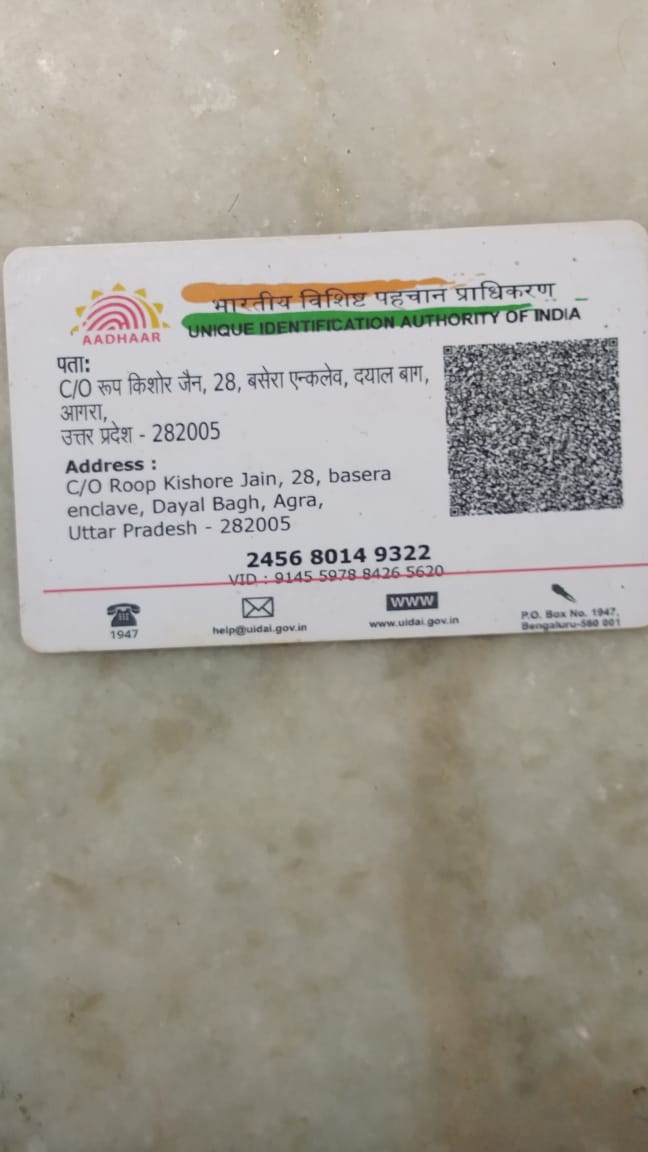 भारतीय विशिष्ट पहचान प्राधिकरण
UNIQUE IDENTIFICATION AUTHORITY OF INDIA
AADHAAR
पता:
C/O रूप किशोर जैन, 28, बसेरा एन्कलेव, दयाल बाग,
आगरा,
उत्तर प्रदेश - 282005
Address :
C/O Roop Kishore Jain, 28, basera
enclave, Dayal Bagh, Agra,
Uttar Pradesh - 282005
2456 8014 9322
VID : 9145 5978 8426 5620
1947
help@uidai.gov.in
www
www.uidai.gov.in
P.O. Box No. 1947,
Bengaluru-560 001